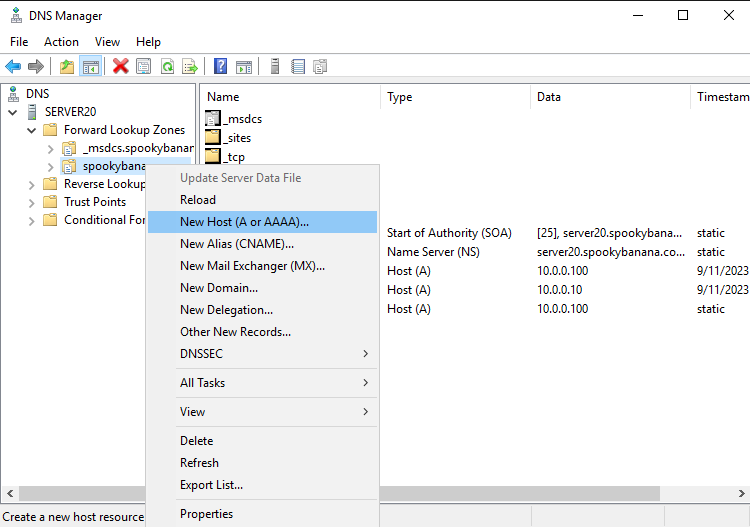 DNS Manager
File Action View Help
DNS
SERVER20
Forward Lookup Zones
_msdcs.spookybanan
spookybana
Reverse Lookup
Trust Points
Conditional For
Name Type Data Timestam
_msdcs
_sites
_tcp
Start of Authority (SOA) [25], server20.spookybana... static
Name Server (NS) server20.spookybanana.co... static
Host (A) 10.0.0.100 9/11/2023
Host (A) 10.0.0.10 9/11/2023
Host (A) 10.0.0.100 static
Update Server Data File
Reload
New Host (A or AAAA)...
New Alias (CNAME)...
New Mail Exchanger (MX)...
New Domain...
New Delegation...
Other New Records...
DNSSEC
All Tasks
View
Delete
Refresh
Export List...
Properties
Create a new host resource